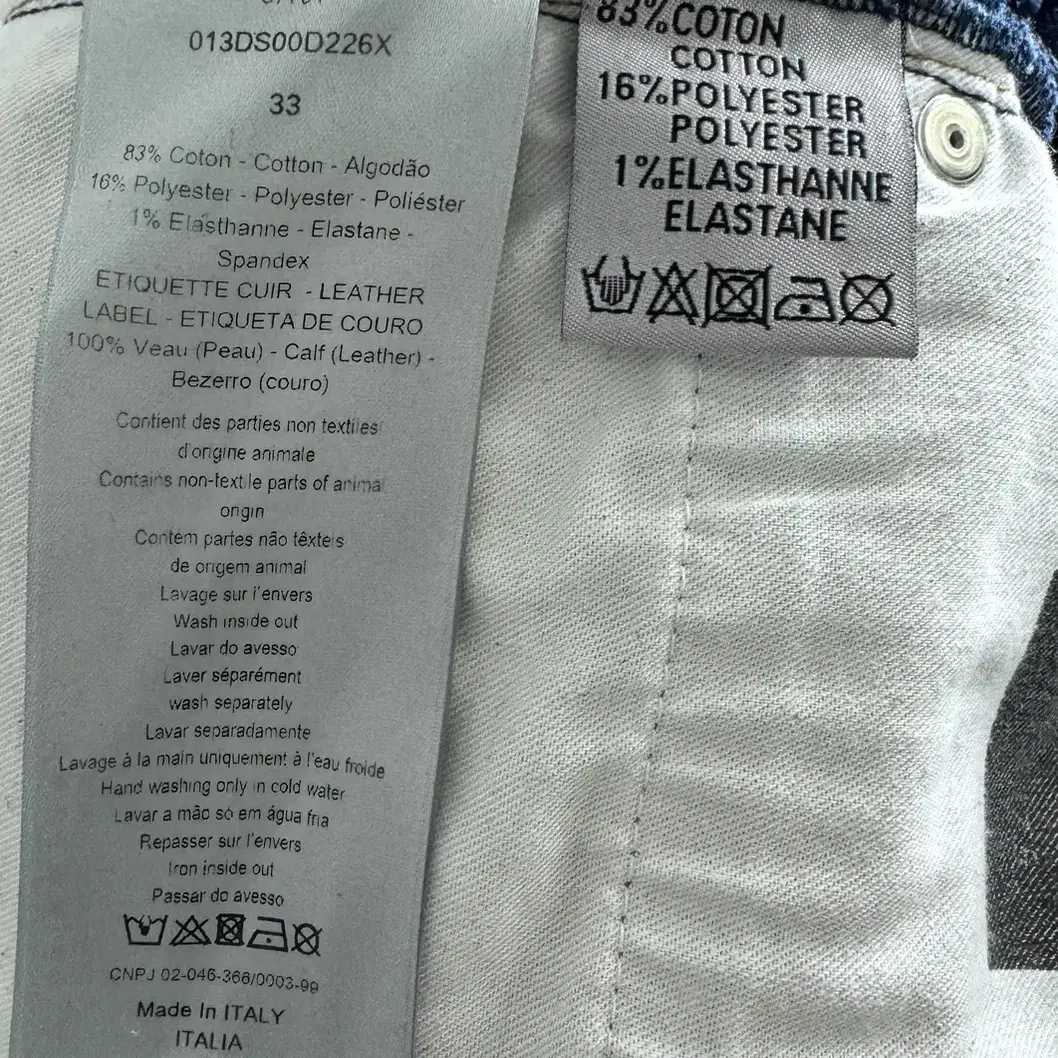 013DS00D226X
33
83% Coton - Cotton - Algodão
16% Polyester - Polyester - Poliéster
1% Elasthanne - Elastane -
Spandex
ETIQUETTE CUIR - LEATHER
LABEL - ETIQUETA DE COURO
100% Veau (Peau) - Calf (Leather) -
Bezerro (couro)
Contient des parties non textiles
d'origine animale
Contains non-textile parts of animal
origin
Contém partes não têxteis
de origem animal
Lavage sur l'envers
Wash inside out
Lavar do avesso
Laver séparément
wash separately
Lavar separadamente
Lavage à la main uniquement à l'eau froide
Hand washing only in cold water
Lavar a mão só em água fria
Repasser sur l'envers
Iron inside out
Passar do avesso
CNPJ 02-046-366/0003-99
Made In ITALY
ITALIA
83%COTON
COTTON
16%POLYESTER
POLYESTER
1%ELASTHANNE
ELASTANE